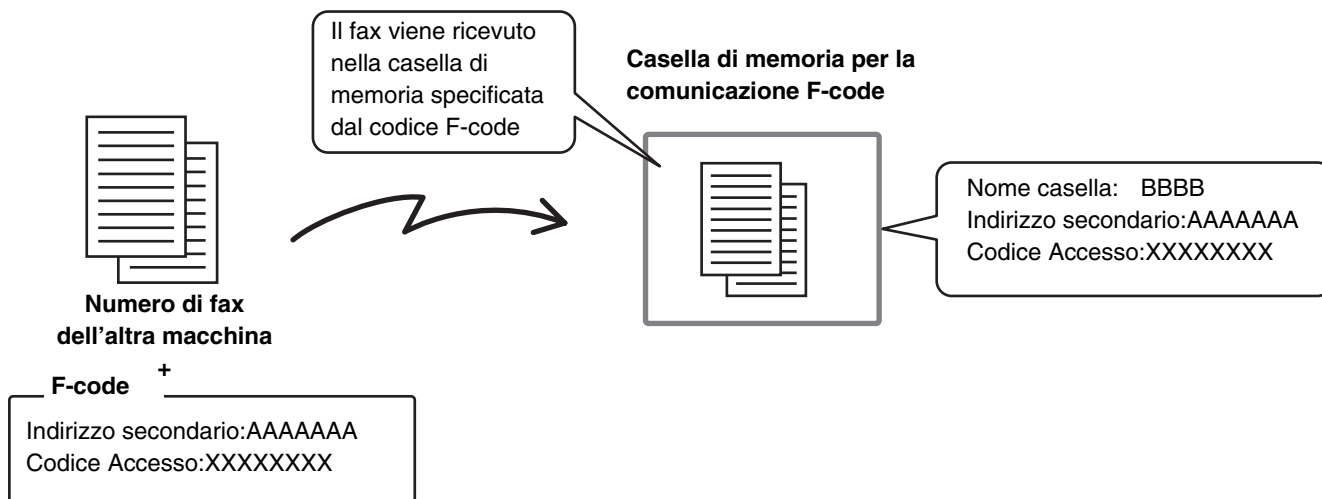 Il fax viene ricevuto
nella casella di
memoria specificata
dal codice F-code
Casella di memoria per la
comunicazione F-code
Nome casella: BBBB
Indirizzo secondario:AAAAAAA
Codice Accesso:XXXXXXXX
Numero di fax
dell’altra macchina
+
F-code
Indirizzo secondario:AAAAAAA
Codice Accesso:XXXXXXXX